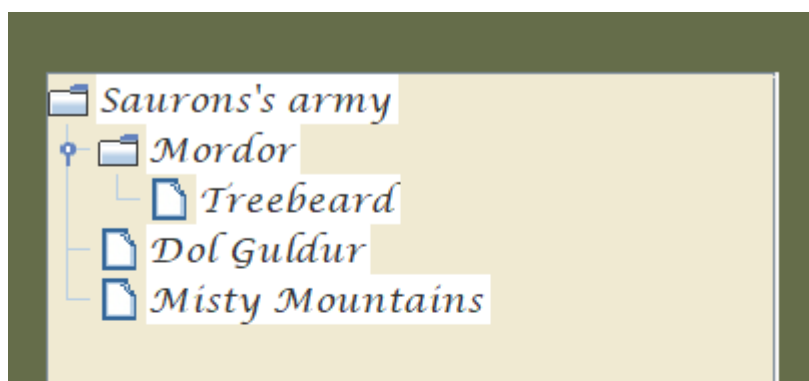 Saurons's army
Mordor
Treebeard
Dol Guldur
Misty Mountains